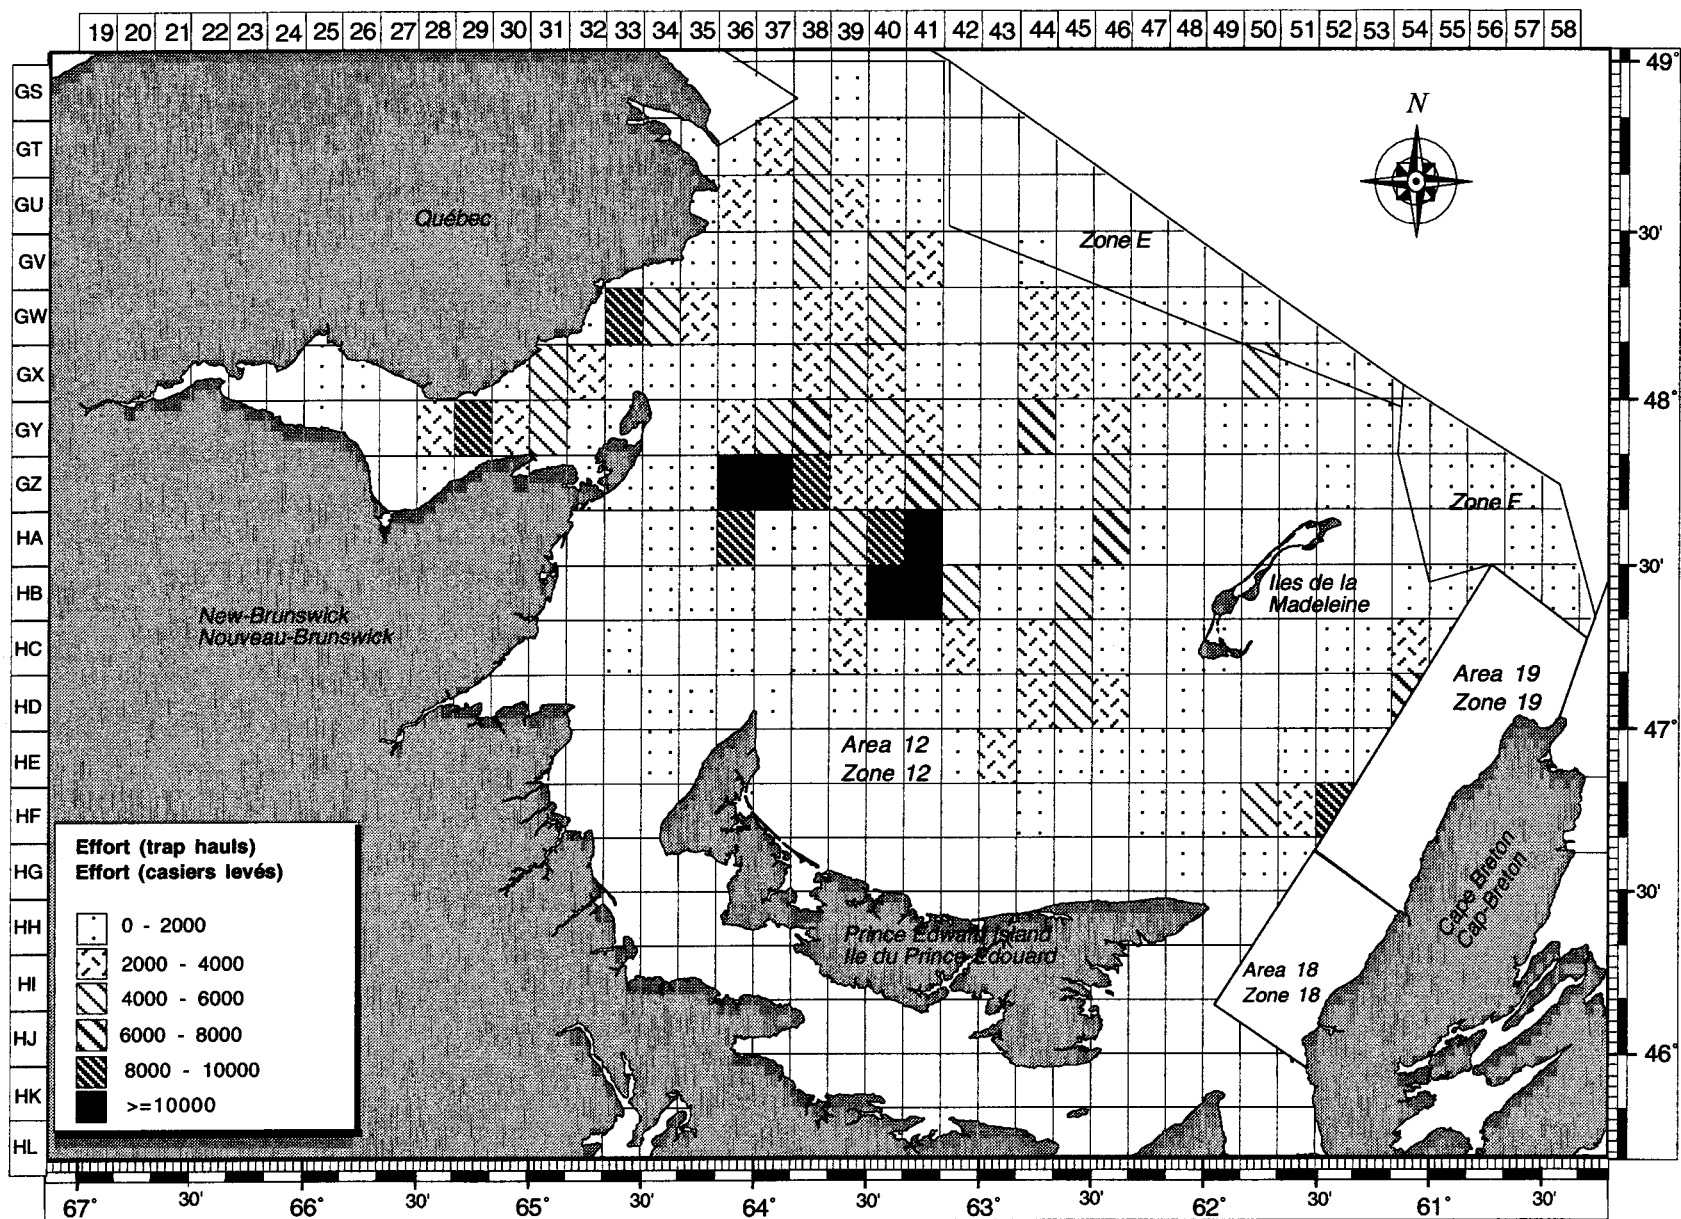 19 20 21 22 23 24 25 26 27 28 29 30 31 32 33 34 35 36 37 38 39 40 41 42 43 44 45 46 47 48 49 50 51 52 53 54 55 56 57 58
49°
GS
N
GT
GU
Québec
30'
Zone E
GV
GW
GX
48°
GY
GZ
Zone F
HA
30'
HB
Iles de la
Madeleine
New-Brunswick
Nouveau-Brunswick
HC
Area 19
Zone 19
HD
47°
Area 12
Zone 12
HE
HF
Effort (trap hauls)
Effort (casiers levés)
HG
30'
Cape Breton
Cap-Breton
0 - 2000
2000 - 4000
4000 - 6000
6000 - 8000
8000 - 10000
>=10000
HH
Prince Edward Island
Ile du Prince Édouard
HI
Area 18
Zone 18
HJ
46°
HK
HL
67° 30' 66° 30' 65° 30' 64° 30' 63° 30' 62° 30' 61° 30'